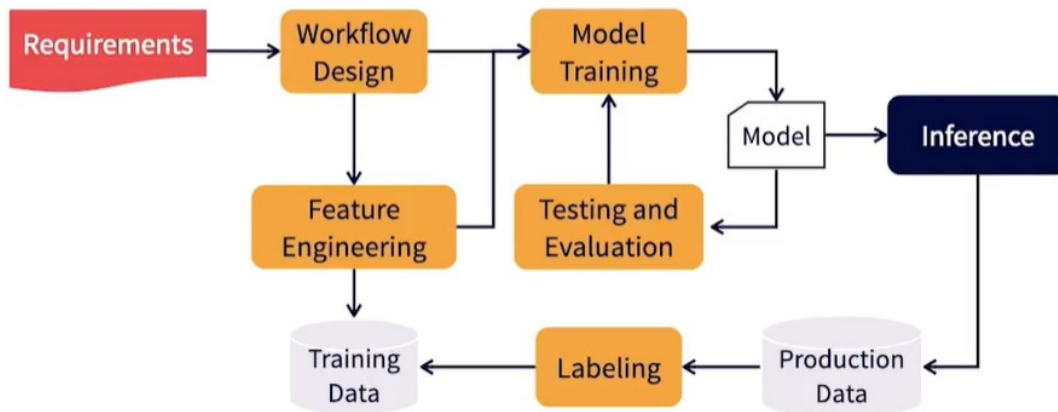 Requirements
Workflow
Design
Model
Training
Model
Inference
Feature
Engineering
Testing and
Evaluation
Training
Data
Labeling
Production
Data